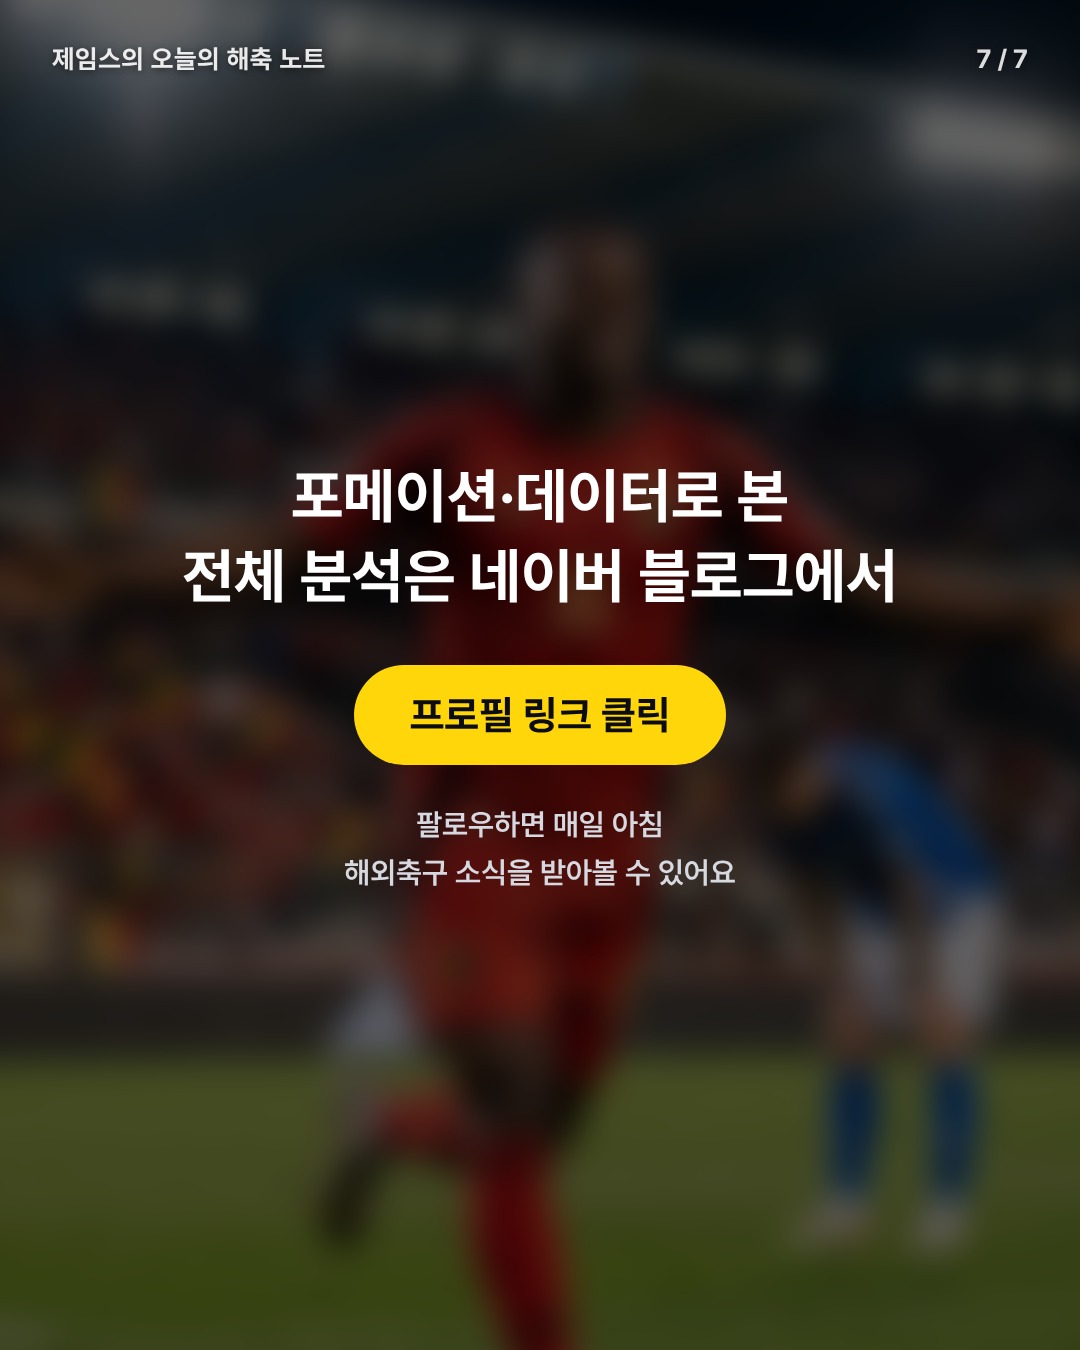 제임스의 오늘의 해축 노트
7 / 7
포메이션·데이터로 본
전체 분석은 네이버 블로그에서
프로필 링크 클릭
팔로우하면 매일 아침
해외축구 소식을 받아볼 수 있어요